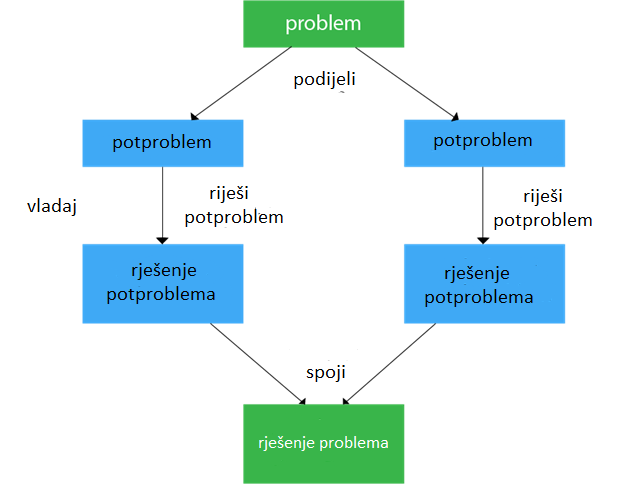 problem
podijeli
potproblem
potproblem
vladaj
riješi
potproblem
riješi
potproblem
rješenje
potproblema
rješenje
potproblema
spoji
rješenje problema